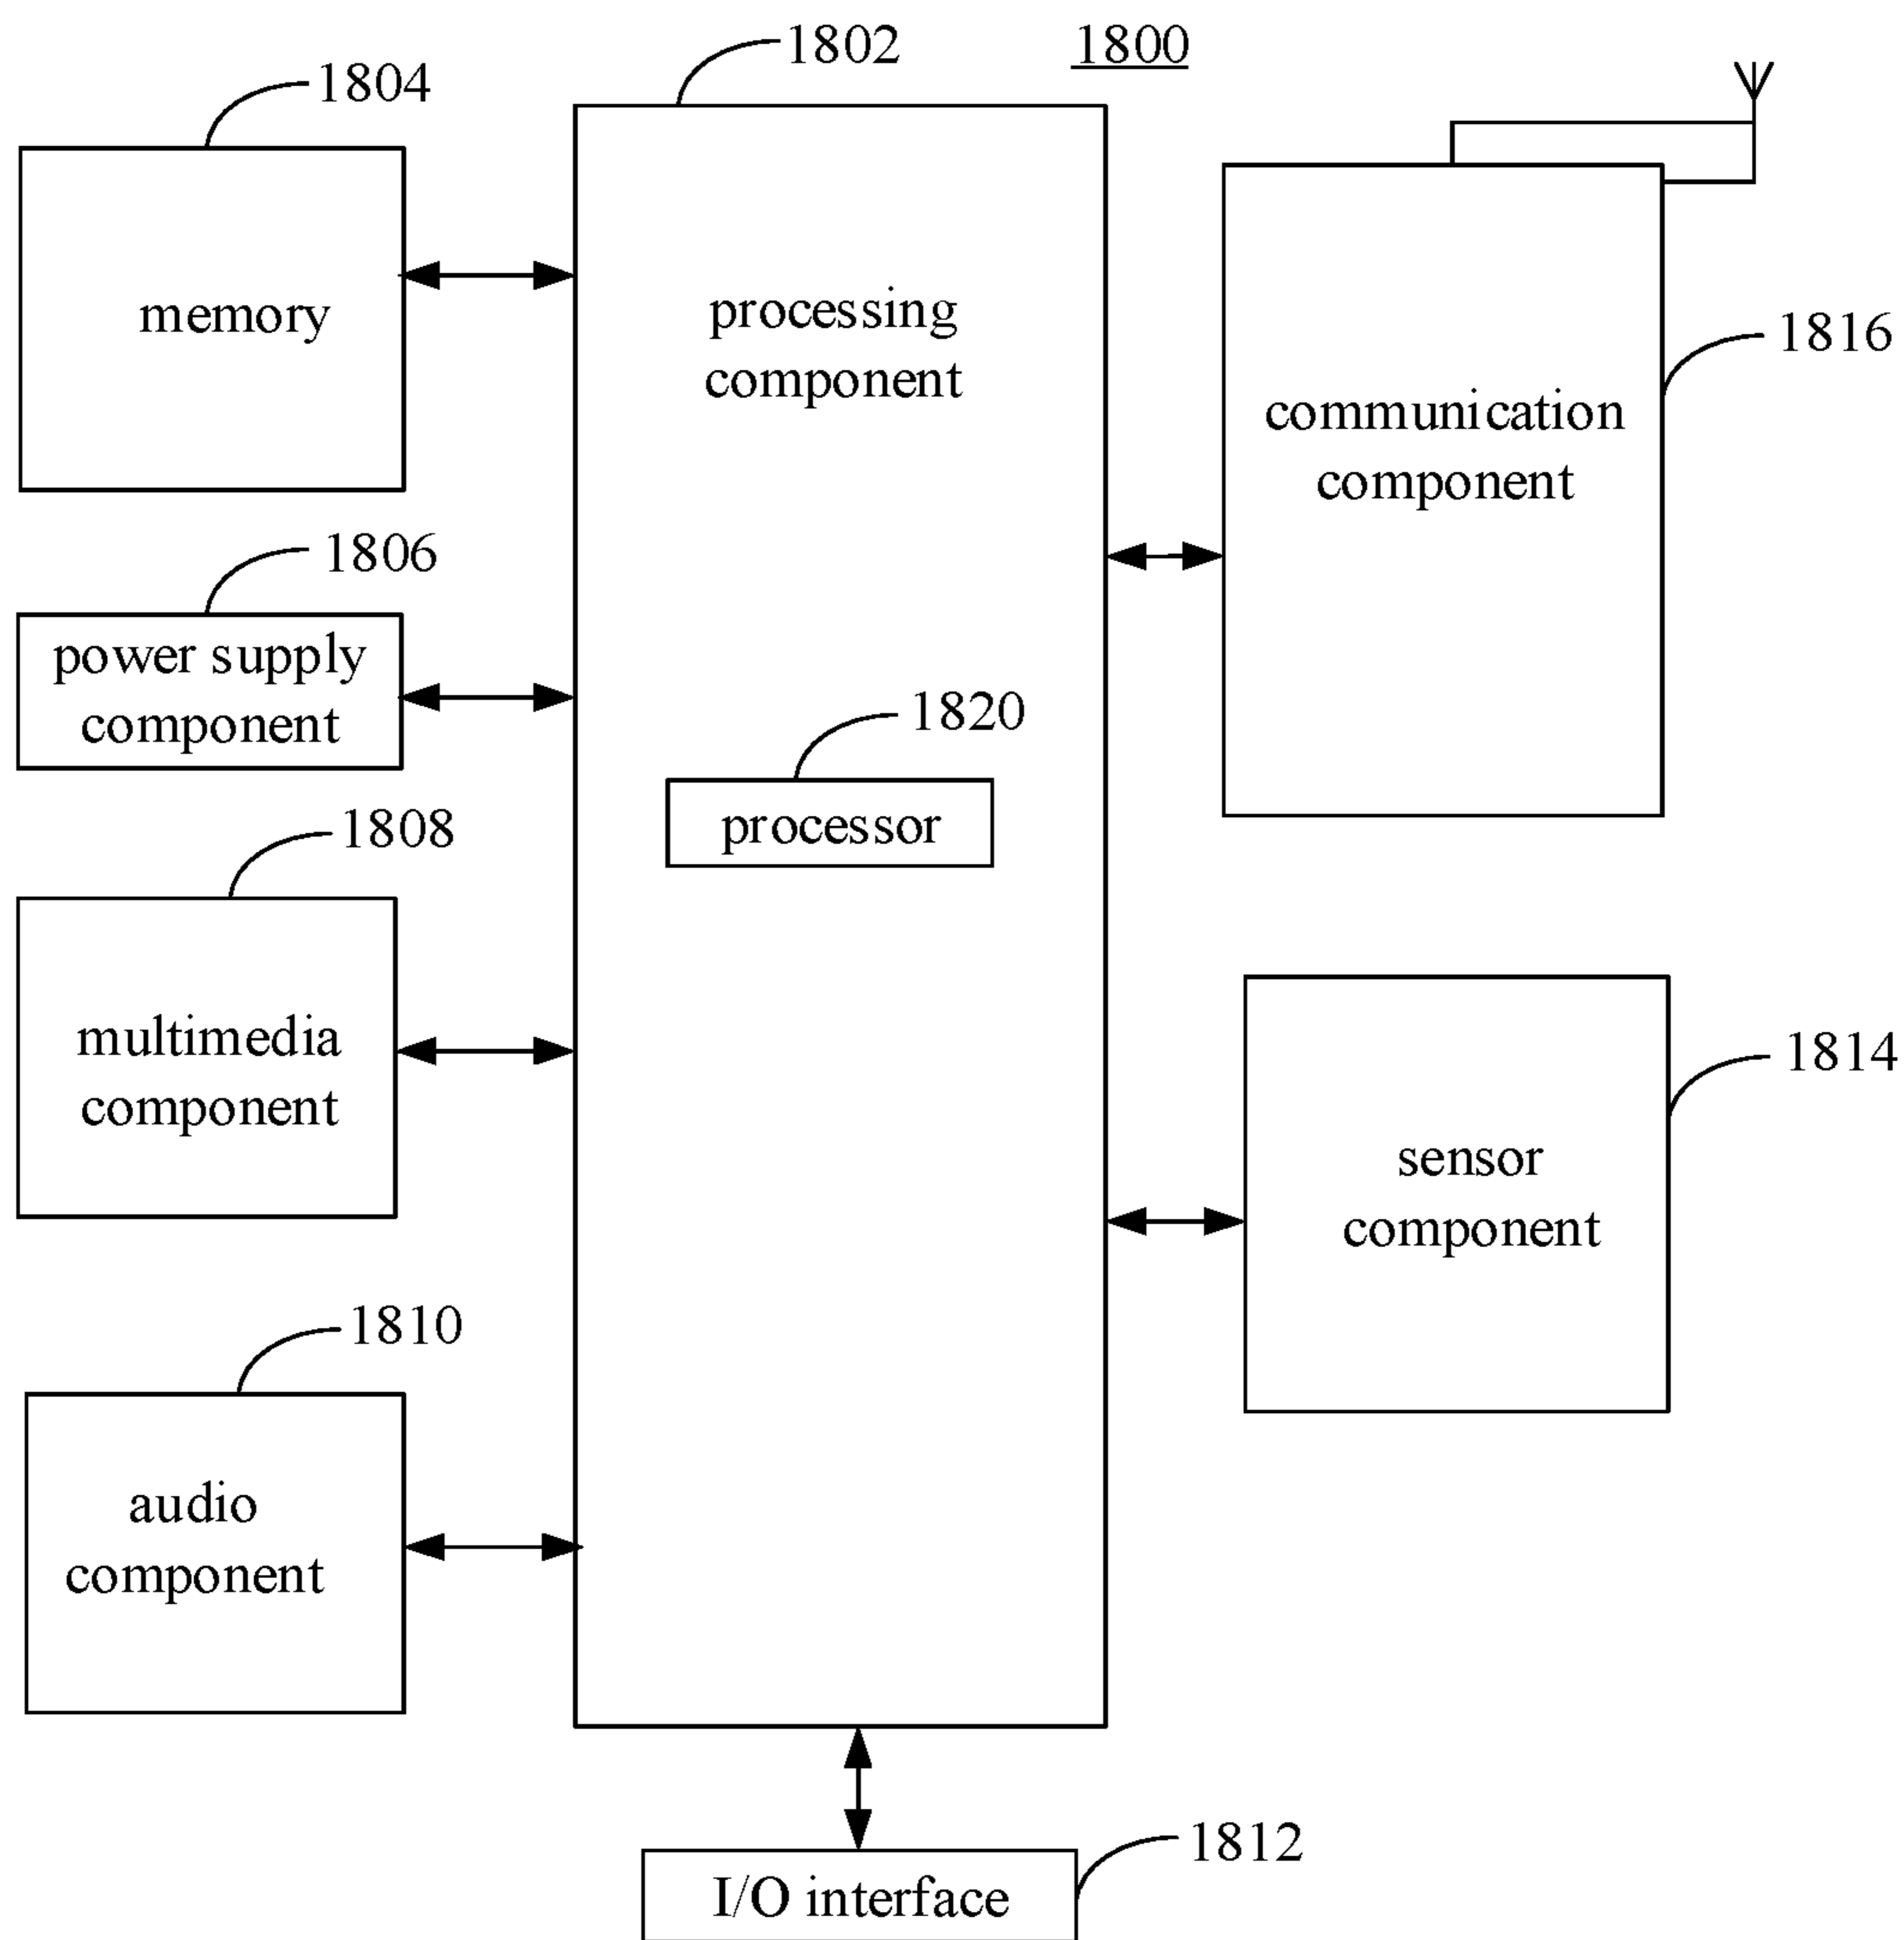 1802
1800
1804
memory
processing
component
1816
communication
component
1806
power supply
component
1820
processor
1808
multimedia
component
1814
sensor
component
1810
audio
component
1812
I/O interface